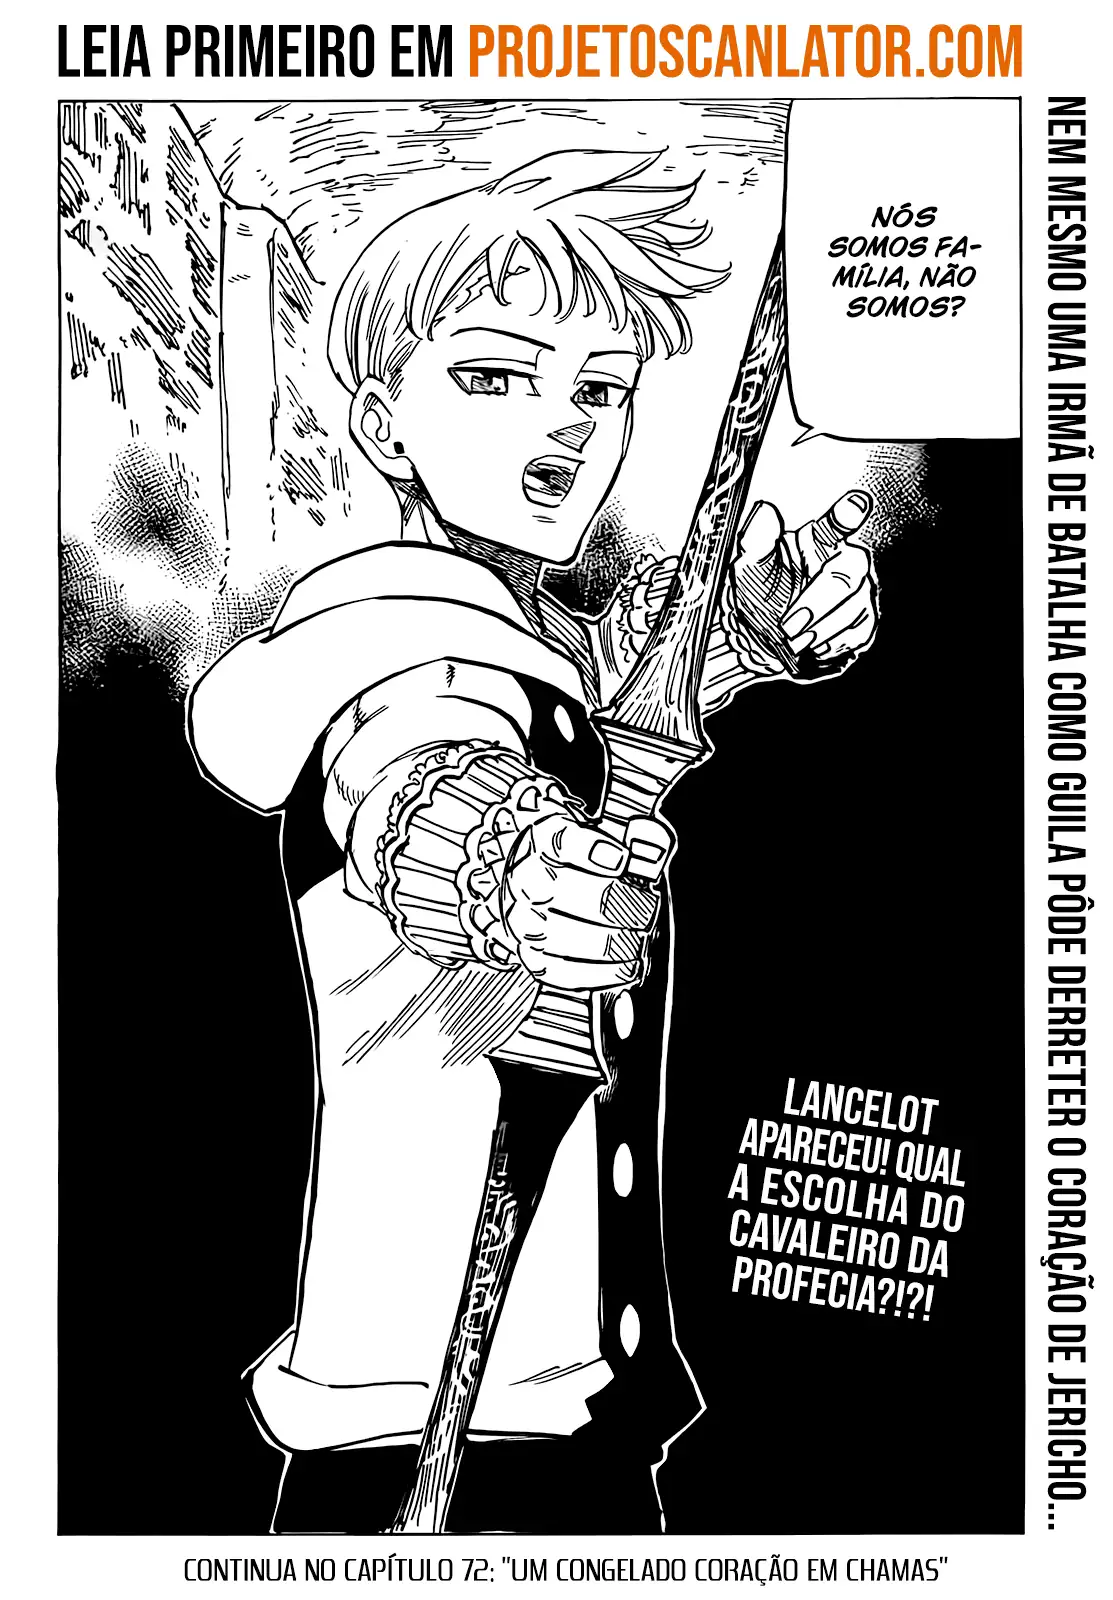 LEIA PRIMEIRO EM PROJETOSCANLATOR.COM
NÓS
SOMOS FA-
MÍLIA, NÃO
SOMOS?
NEM MESMO UMA IRMÃ DE BATALHA COMO GUILA PÔDE DERRETER O CORAÇÃO DE JERICHO...
LANCELOT
APARECEU! QUAL
A ESCOLHA DO
CAVALEIRO DA
PROFECIA?!?!
CONTINUA NO CAPÍTULO 72: "UM CONGELADO CORAÇÃO EM CHAMAS"